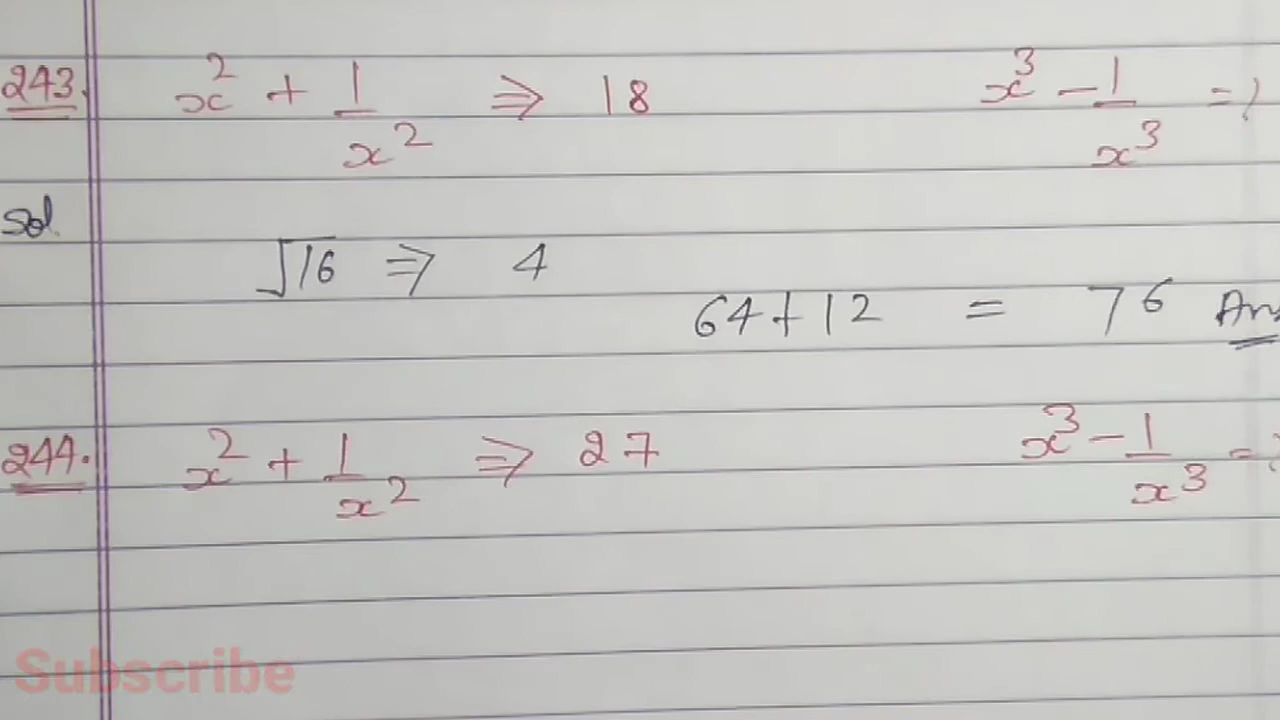 243. x² + 1/x² ⇒ 18 x³ - 1/x³ = ?
Sol.
√16 ⇒ 4
64 + 12 = 76 Ans
244. x² + 1/x² ⇒ 27 x³ - 1/x³ = ?
Subscribe